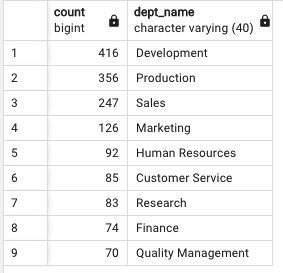 count dept_name
bigint character varying (40)
1 416 Development
2 356 Production
3 247 Sales
4 126 Marketing
5 92 Human Resources
6 85 Customer Service
7 83 Research
8 74 Finance
9 70 Quality Management